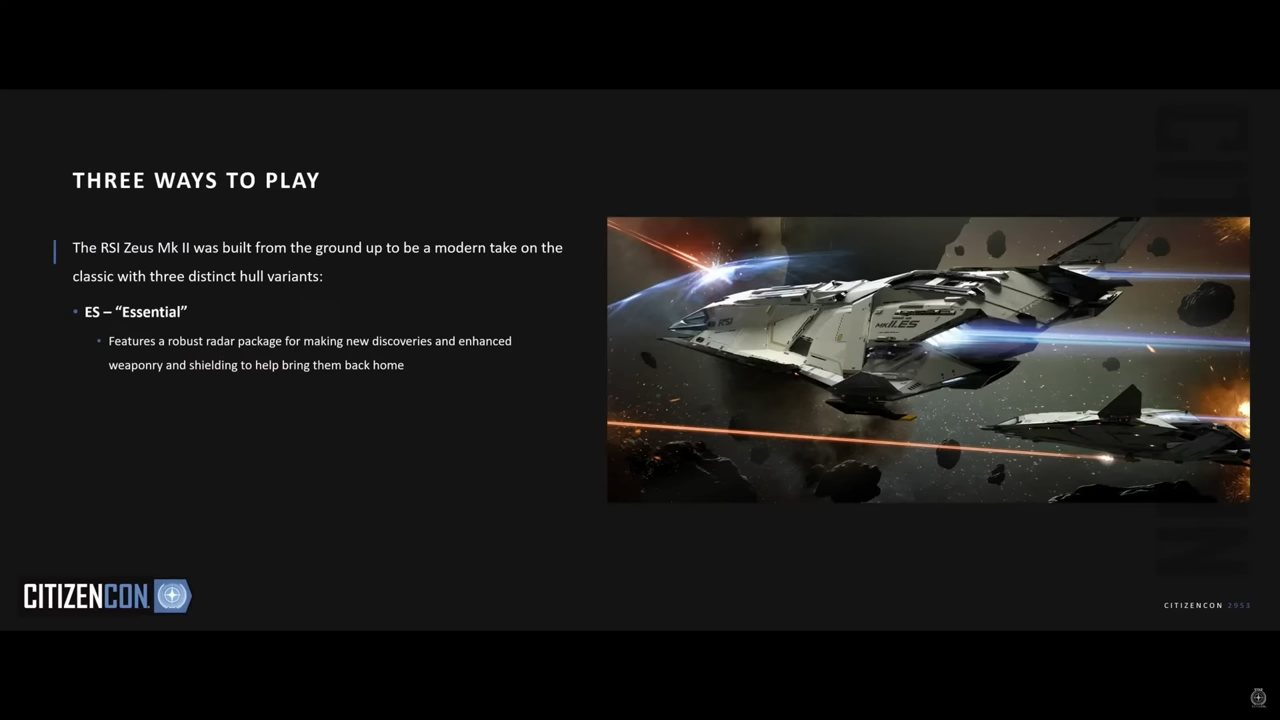 THREE WAYS TO PLAY
The RSI Zeus Mk II was built from the ground up to be a modern take on the
classic with three distinct hull variants:
• ES – “Essential”
• Features a robust radar package for making new discoveries and enhanced
weaponry and shielding to help bring them back home
RSI
MKII.ES
CITIZENCON
CITIZENCON 2953